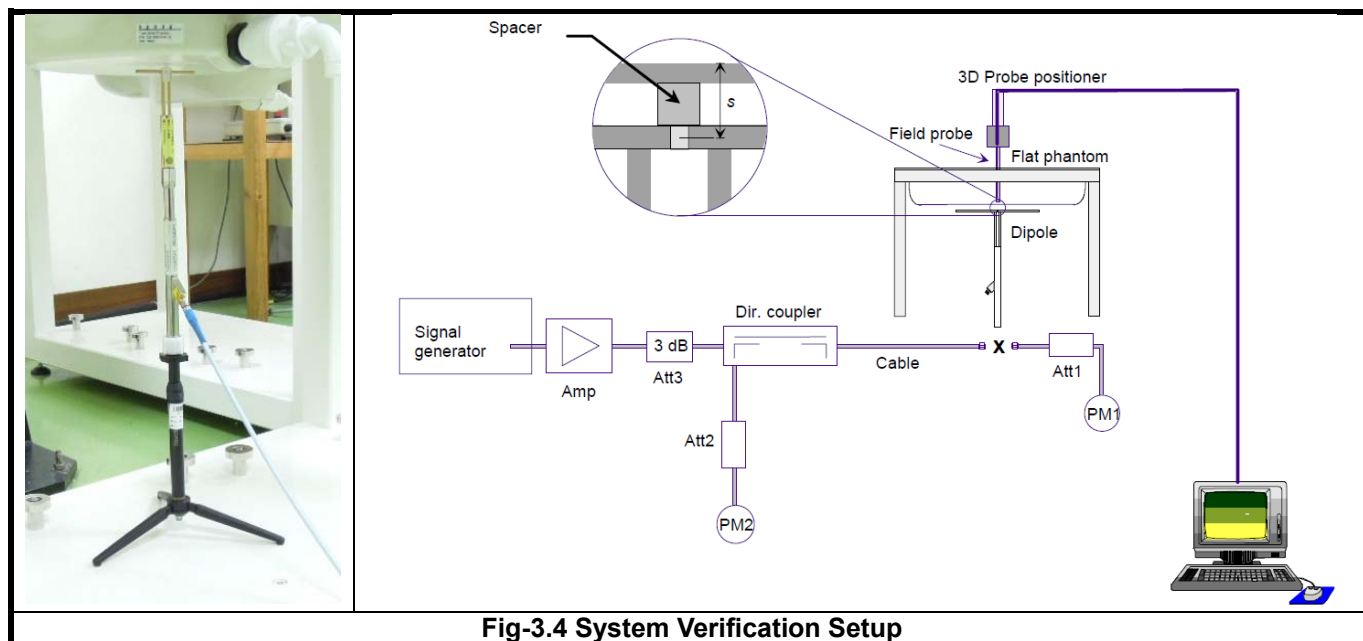 Spacer
s
3D Probe positioner
Field probe
Flat phantom
Dipole
Signal
generator
Amp
3 dB
Att3
Dir. coupler
Cable
X
Att1
PM1
Att2
PM2
Fig-3.4 System Verification Setup